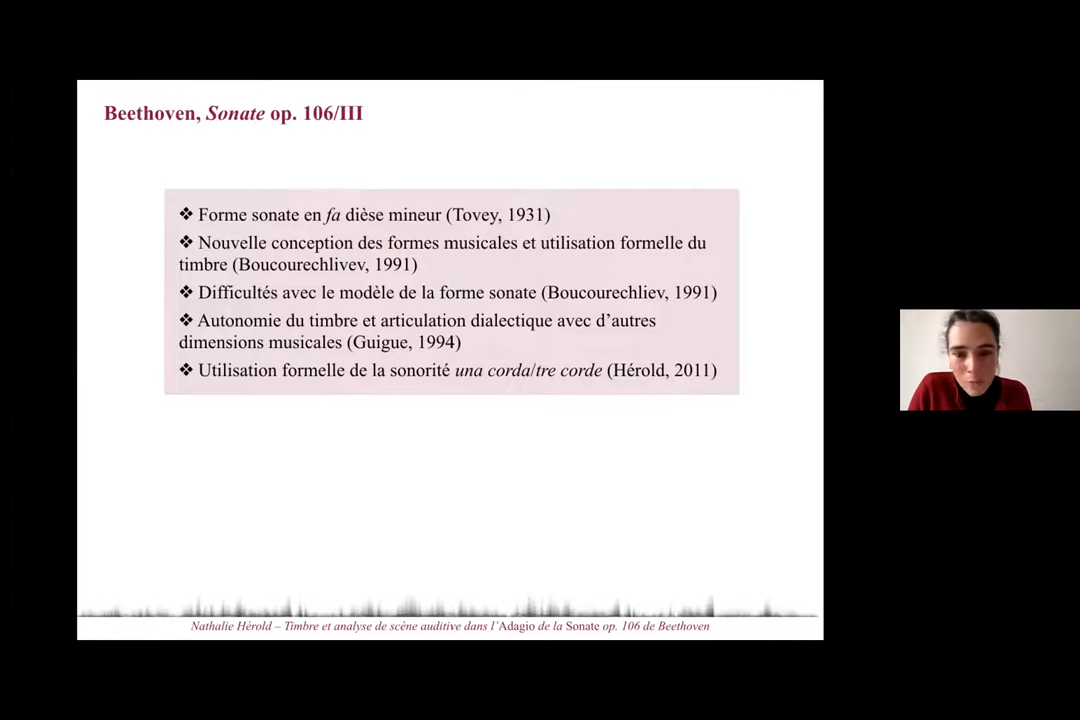 Beethoven, Sonate op. 106/III
❖ Forme sonate en fa dièse mineur (Tovey, 1931)
❖ Nouvelle conception des formes musicales et utilisation formelle du
timbre (Boucourechlivev, 1991)
❖ Difficultés avec le modèle de la forme sonate (Boucourechliev, 1991)
❖ Autonomie du timbre et articulation dialectique avec d’autres
dimensions musicales (Guigue, 1994)
❖ Utilisation formelle de la sonorité una corda/tre corde (Hérold, 2011)
Nathalie Hérold – Timbre et analyse de scène auditive dans l’Adagio de la Sonate op. 106 de Beethoven